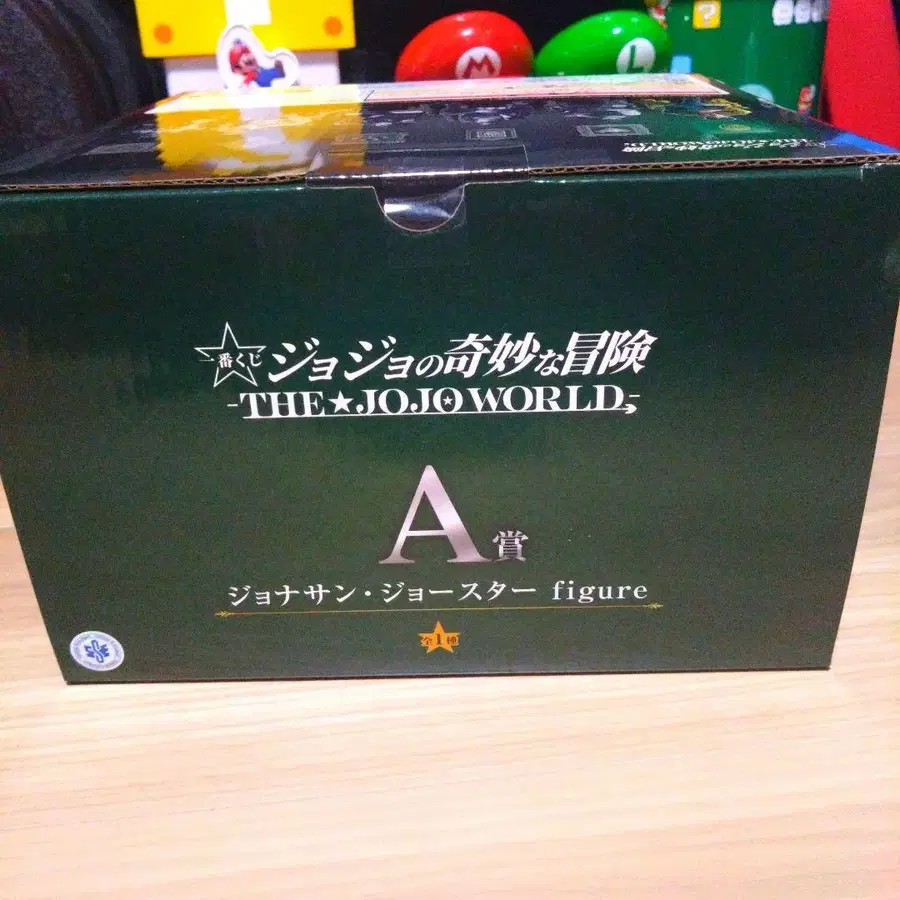 M
L
?
一番くじ ジョジョの奇妙な冒険
-THE★JOJO WORLD-
A賞
ジョナサン・ジョースター figure
全1種